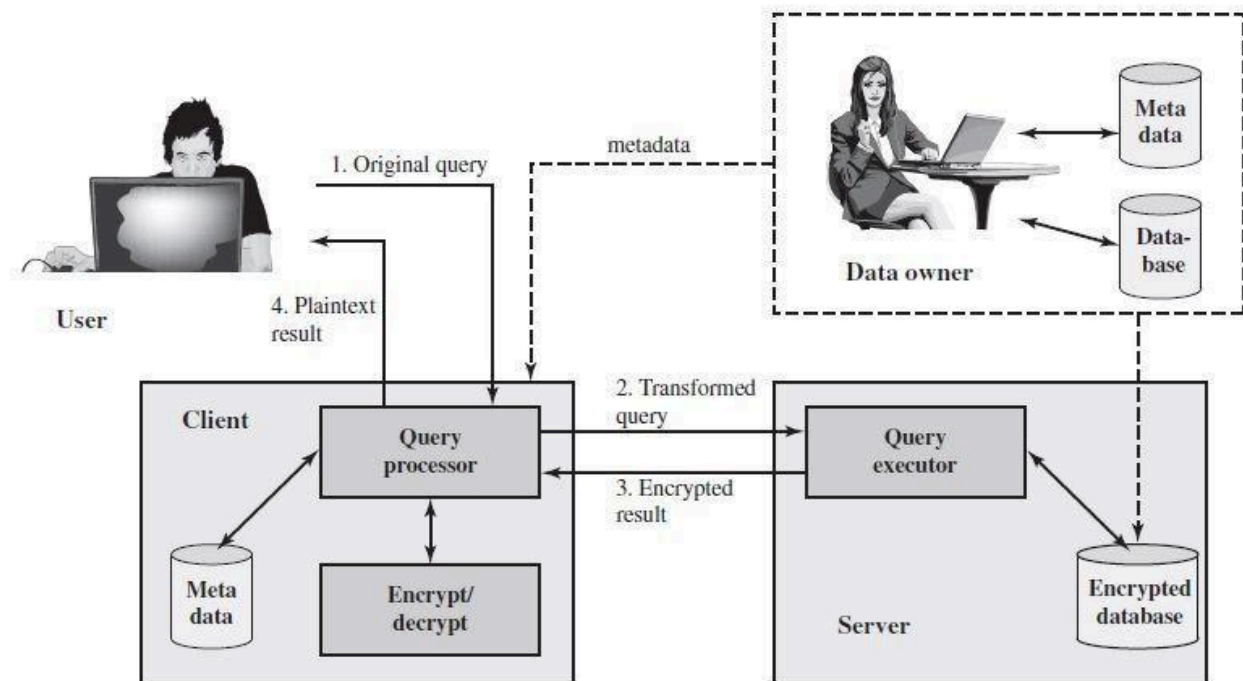 metadata
Meta
data
Data-
base
Data owner
1. Original query
4. Plaintext
result
User
Client
Query
processor
2. Transformed
query
3. Encrypted
result
Query
executor
Meta
data
Encrypt/
decrypt
Server
Encrypted
database